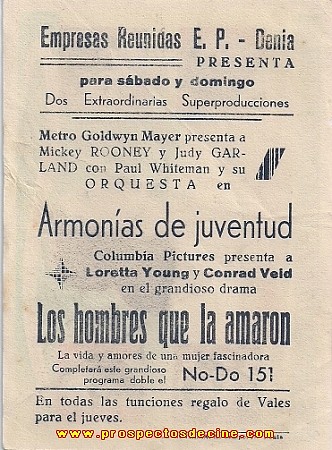 Empresas Reunidas E. P. - Denia
PRESENTA
para sábado y domingo
Dos Extraordinarias Superproducciones
Metro Goldwyn Mayer presenta a
Mickey ROONEY y Judy GAR-
LAND con Paul Whiteman y su
ORQUESTA en
Armonías de juventud
Columbia Pictures presenta a
Loretta Young y Conrad Veid
en el grandioso drama
Los hombres que la amaron
La vida y amores de una mujer fascinadora
Completará este grandioso
programa doble el No-Do 151
En todas las funciones regalo de Vales
para el jueves.
www.prospectosdecine.com